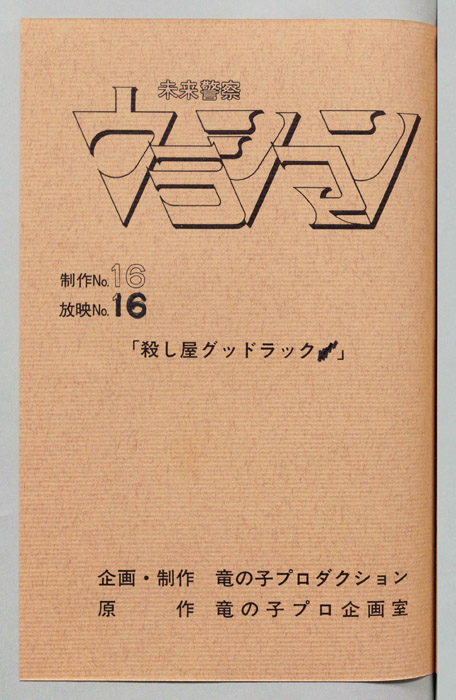 未来警察
ウラシマン
制作No.16
放映No.16
「殺し屋グッドラック」
企画・制作 竜の子プロダクション
原作 竜の子プロ企画室